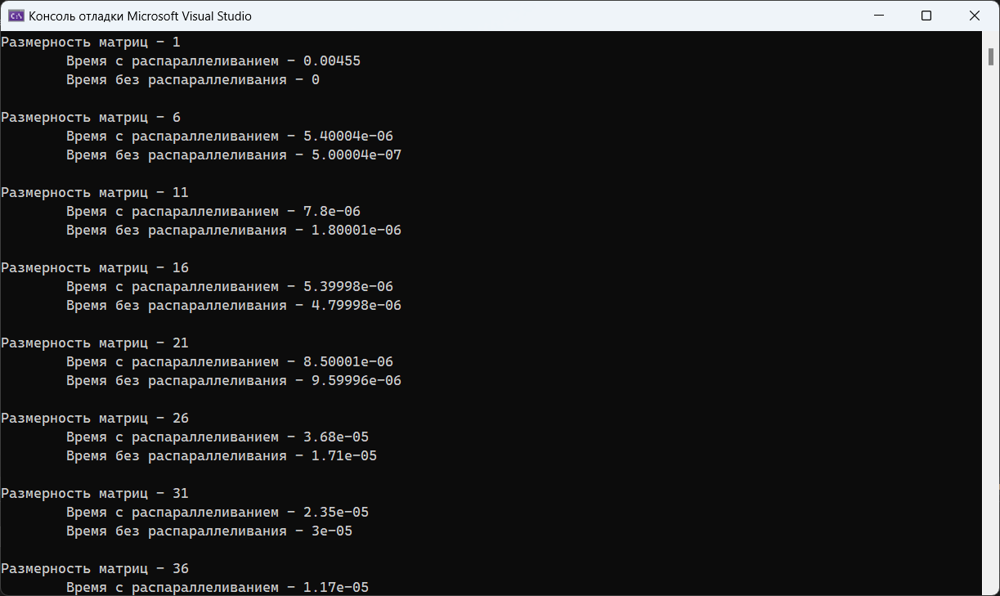 Консоль отладки Microsoft Visual Studio
Размерность матриц - 1
Время с распараллеливанием - 0.00455
Время без распараллеливания - 0
Размерность матриц - 6
Время с распараллеливанием - 5.40004e-06
Время без распараллеливания - 5.00004e-07
Размерность матриц - 11
Время с распараллеливанием - 7.8e-06
Время без распараллеливания - 1.80001e-06
Размерность матриц - 16
Время с распараллеливанием - 5.39998e-06
Время без распараллеливания - 4.79998e-06
Размерность матриц - 21
Время с распараллеливанием - 8.50001e-06
Время без распараллеливания - 9.59996e-06
Размерность матриц - 26
Время с распараллеливанием - 3.68e-05
Время без распараллеливания - 1.71e-05
Размерность матриц - 31
Время с распараллеливанием - 2.35e-05
Время без распараллеливания - 3e-05
Размерность матриц - 36
Время с распараллеливанием - 1.17e-05